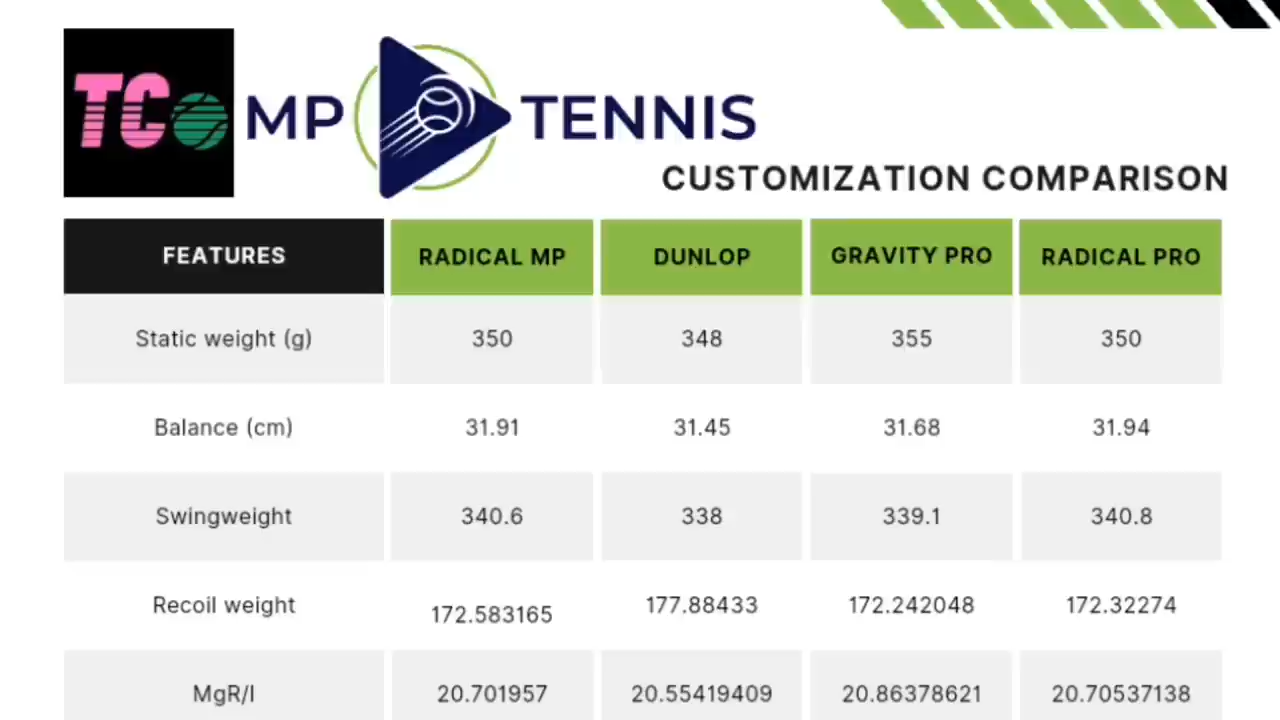 TC MP TENNIS
CUSTOMIZATION COMPARISON
FEATURES RADICAL MP DUNLOP GRAVITY PRO RADICAL PRO
Static weight (g) 350 348 355 350
Balance (cm) 31.91 31.45 31.68 31.94
Swingweight 340.6 338 339.1 340.8
Recoil weight 172.583165 177.88433 172.242048 172.32274
MgR/I 20.701957 20.55419409 20.86378621 20.70537138